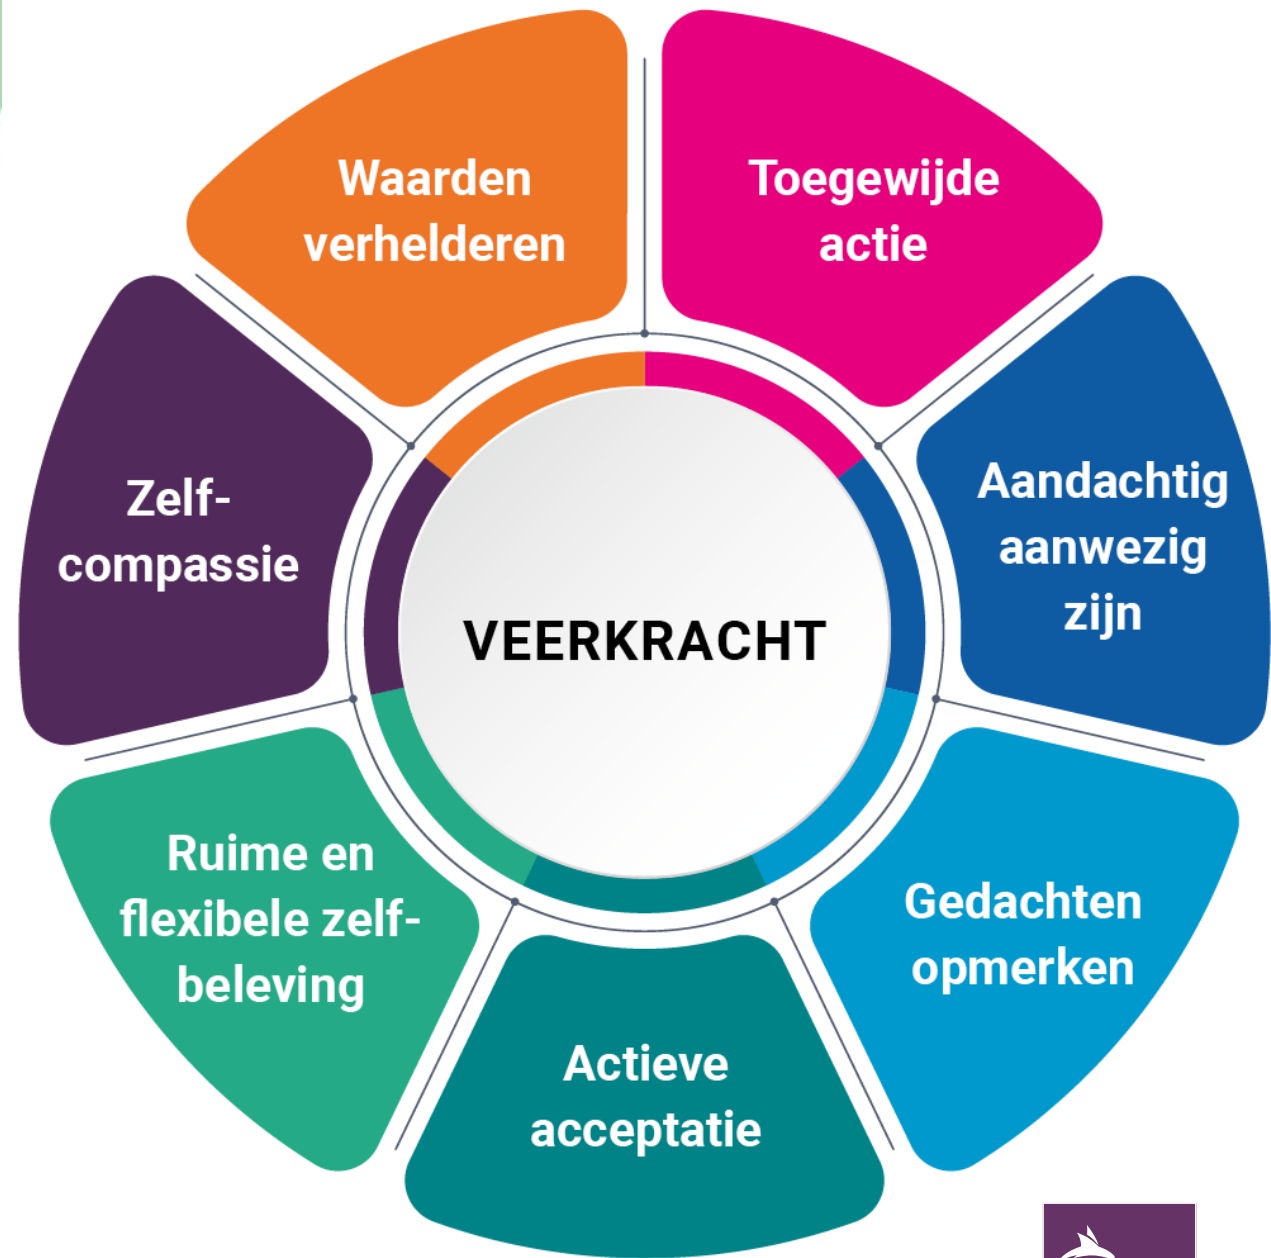 Waarden
verhelderen
Toegewijde
actie
Aandachtig
aanwezig
zijn
Gedachten
opmerken
Actieve
acceptatie
Ruime en
flexibele zelf-
beleving
Zelf-
compassie
VEERKRACHT